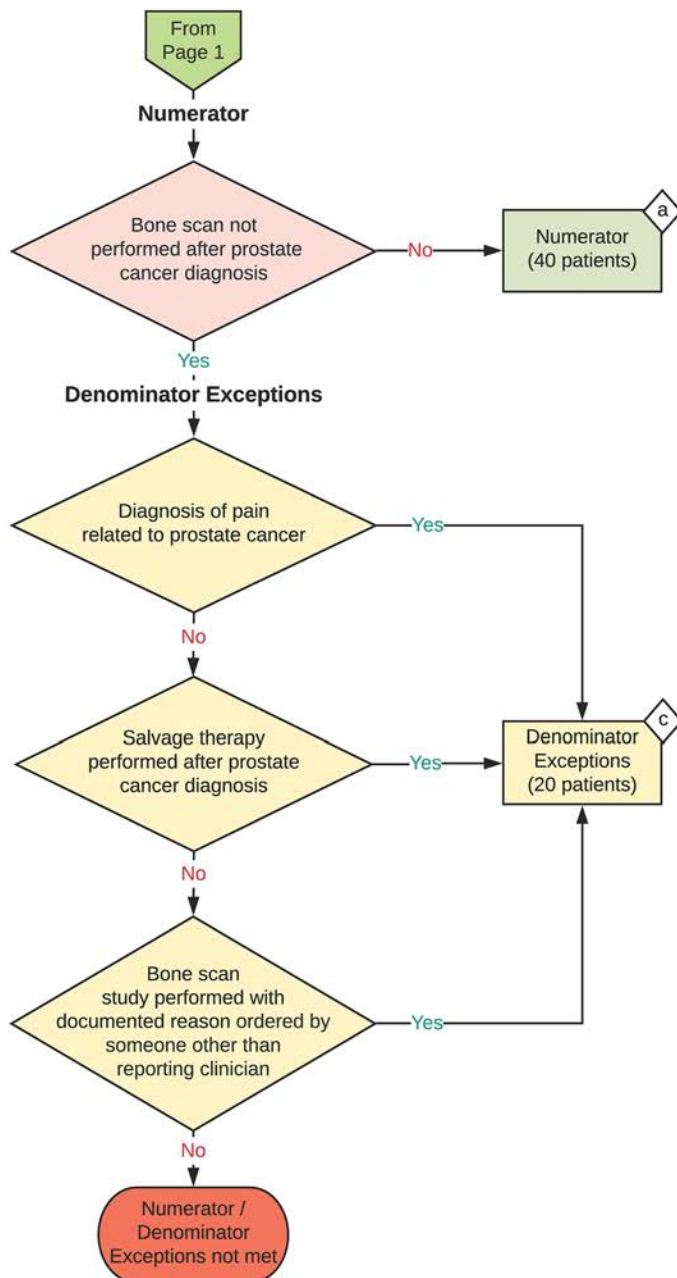 From
Page 1
Numerator
Bone scan not
performed after prostate
cancer diagnosis
No
a
Numerator
(40 patients)
Yes
Denominator Exceptions
Diagnosis of pain
related to prostate cancer
Yes
No
Salvage therapy
performed after prostate
cancer diagnosis
Yes
c
Denominator
Exceptions
(20 patients)
No
Bone scan
study performed with
documented reason ordered by
someone other than
reporting clinician
Yes
No
Numerator /
Denominator
Exceptions not met